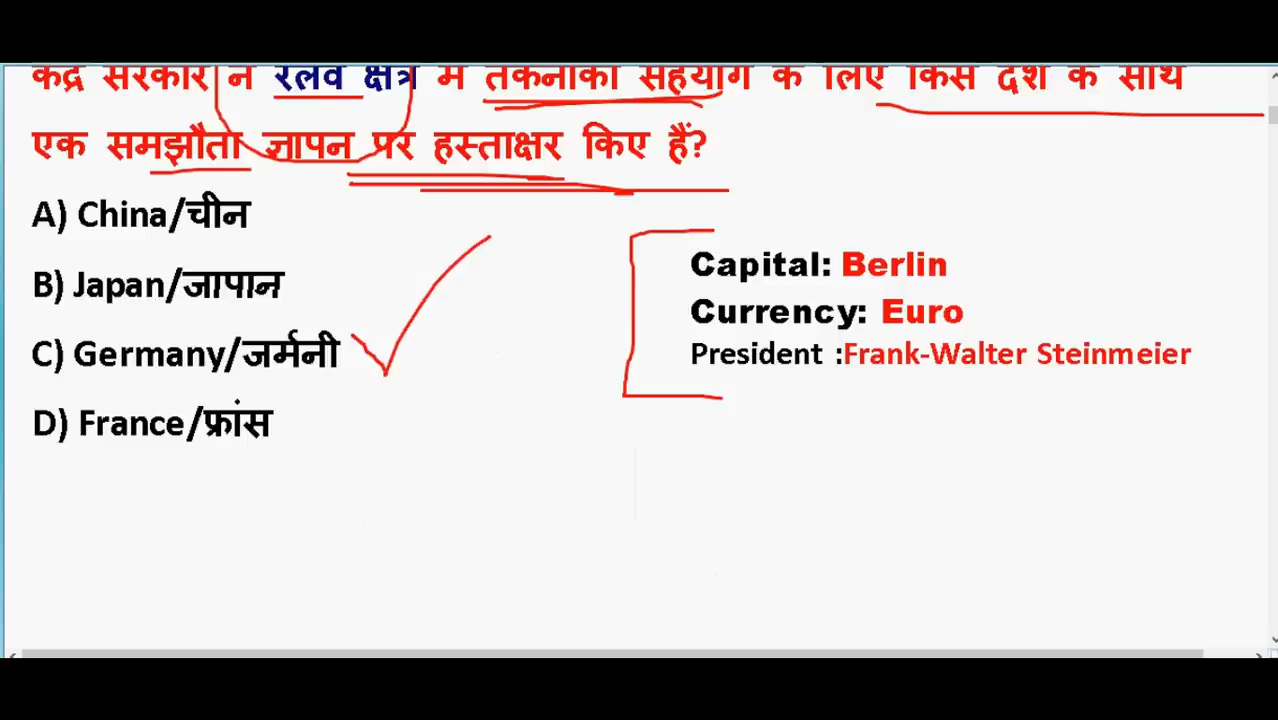 केंद्र सरकार ने रेलवे क्षेत्र में तकनीकी सहयोग के लिए किस देश के साथ
एक समझौता ज्ञापन पर हस्ताक्षर किए हैं?
A) China/चीन
B) Japan/जापान
C) Germany/जर्मनी
D) France/फ्रांस
Capital: Berlin
Currency: Euro
President :Frank-Walter Steinmeier